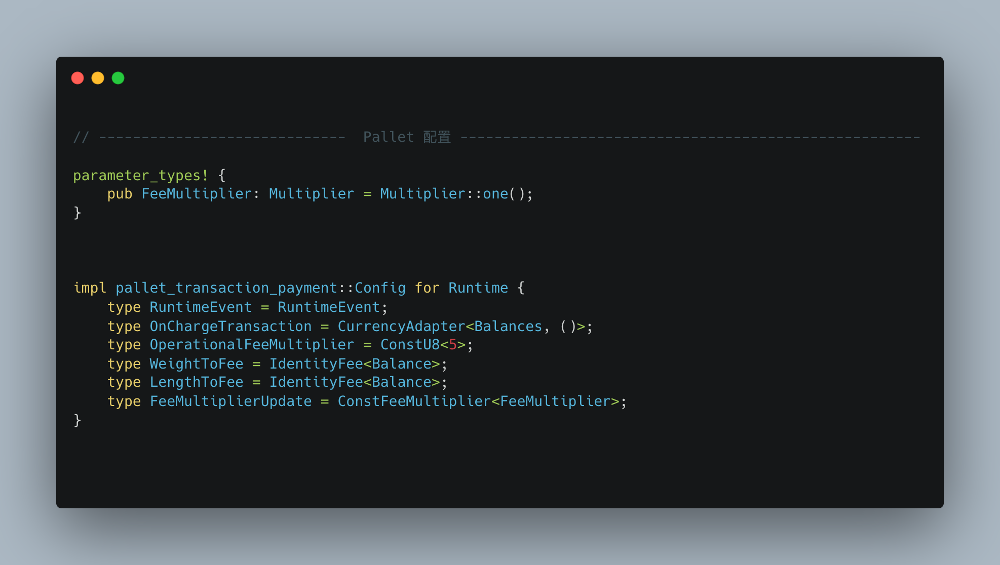 // -----------------------------  Pallet 配置 ------------------------------------------------------
parameter_types! {
    pub FeeMultiplier: Multiplier = Multiplier::one();
}
impl pallet_transaction_payment::Config for Runtime {
    type RuntimeEvent = RuntimeEvent;
    type OnChargeTransaction = CurrencyAdapter<Balances, ()>;
    type OperationalFeeMultiplier = ConstU8<5>;
    type WeightToFee = IdentityFee<Balance>;
    type LengthToFee = IdentityFee<Balance>;
    type FeeMultiplierUpdate = ConstFeeMultiplier<FeeMultiplier>;
}